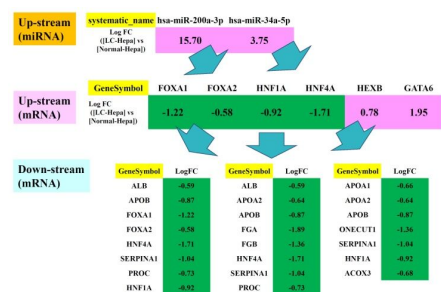 Up-stream (miRNA)
systematic_name hsa-miR-200a-3p hsa-miR-34a-5p
Log FC ([LC-Hepa] vs [Normal-Hepa]) 15.70 3.75
Up-stream (mRNA)
GeneSymbol FOXA1 FOXA2 HNF1A HNF4A HEXB GATA6
Log FC ([LC-Hepa] vs [Normal-Hepa]) -1.22 -0.58 -0.92 -1.71 0.78 1.95
Down-stream (mRNA)
GeneSymbol LogFC
ALB -0.59
APOB -0.87
FOXA1 -1.22
FOXA2 -0.58
HNF4A -1.71
SERPINA1 -1.04
PROC -0.73
HNF1A -0.92
GeneSymbol LogFC
ALB -0.59
APOA2 -0.64
APOB -0.87
FGA -1.89
FGB -1.36
HNF4A -1.71
SERPINA1 -1.04
PROC -0.73
GeneSymbol LogFC
APOA1 -0.66
APOA2 -0.64
APOB -0.87
ONECUT1 -1.36
SERPINA1 -1.04
HNF1A -0.92
ACOX3 -0.68